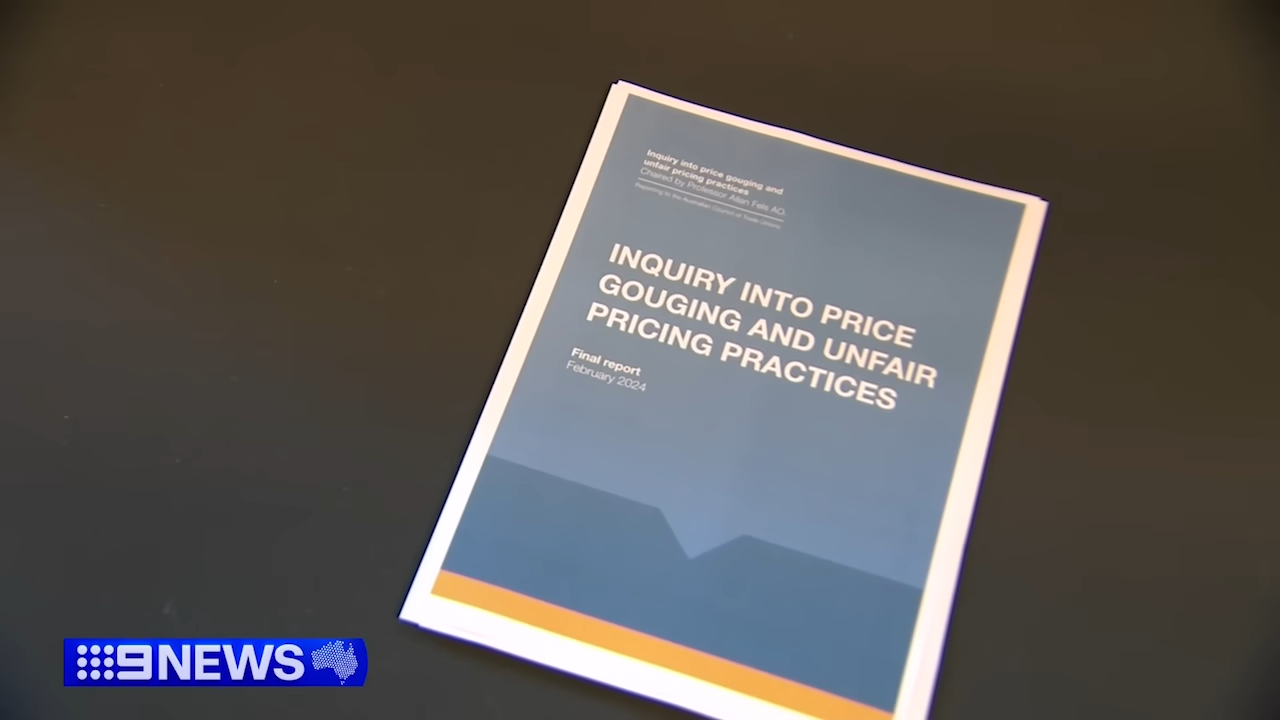 Inquiry into price gouging and
unfair pricing practices
Chaired by Professor Allan Fels AO.
Reporting to the Australian Council of Trade Unions
INQUIRY INTO PRICE
GOUGING AND UNFAIR
PRICING PRACTICES
Final report
February 2024
9NEWS